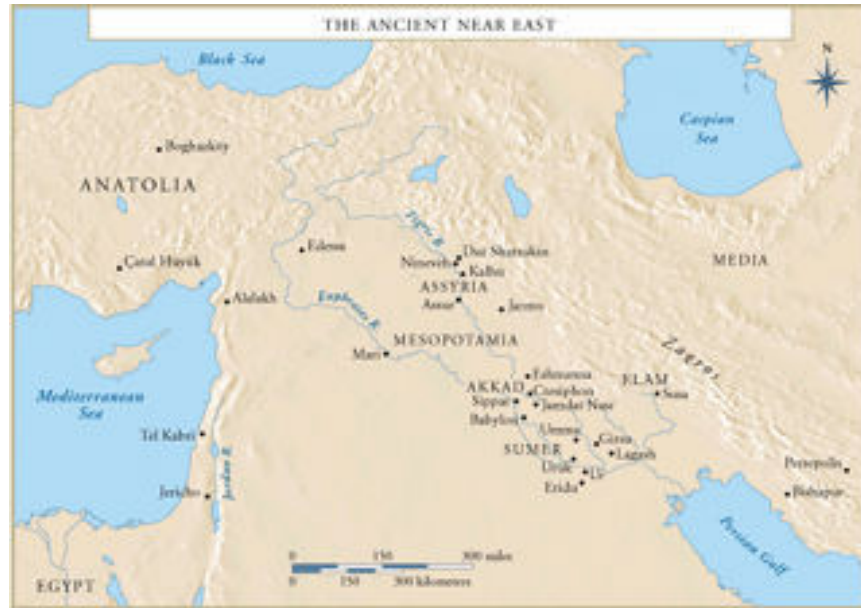 THE ANCIENT NEAR EAST
Black Sea
N
Caspian
Sea
Boghazköy
ANATOLIA
Tigris R.
Edessa
Dur Sharrukin
Nineveh
Kalhu
MEDIA
Çatal Hüyük
ASSYRIA
Alalakh
Assur
Jarmo
Euphrates R.
MESOPOTAMIA
Zagros
Mari
Eshnunna
ELAM
AKKAD
Ctesiphon
Susa
Mediterranean
Sea
Sippar
Jamdat Nasr
Babylon
Tel Kabri
Umma
Girsu
SUMER
Lagash
Uruk
Ur
Persepolis
Eridu
Jericho
Jordan R.
Bishapur
Persian Gulf
0 150 300 miles
0 150 300 kilometers
EGYPT